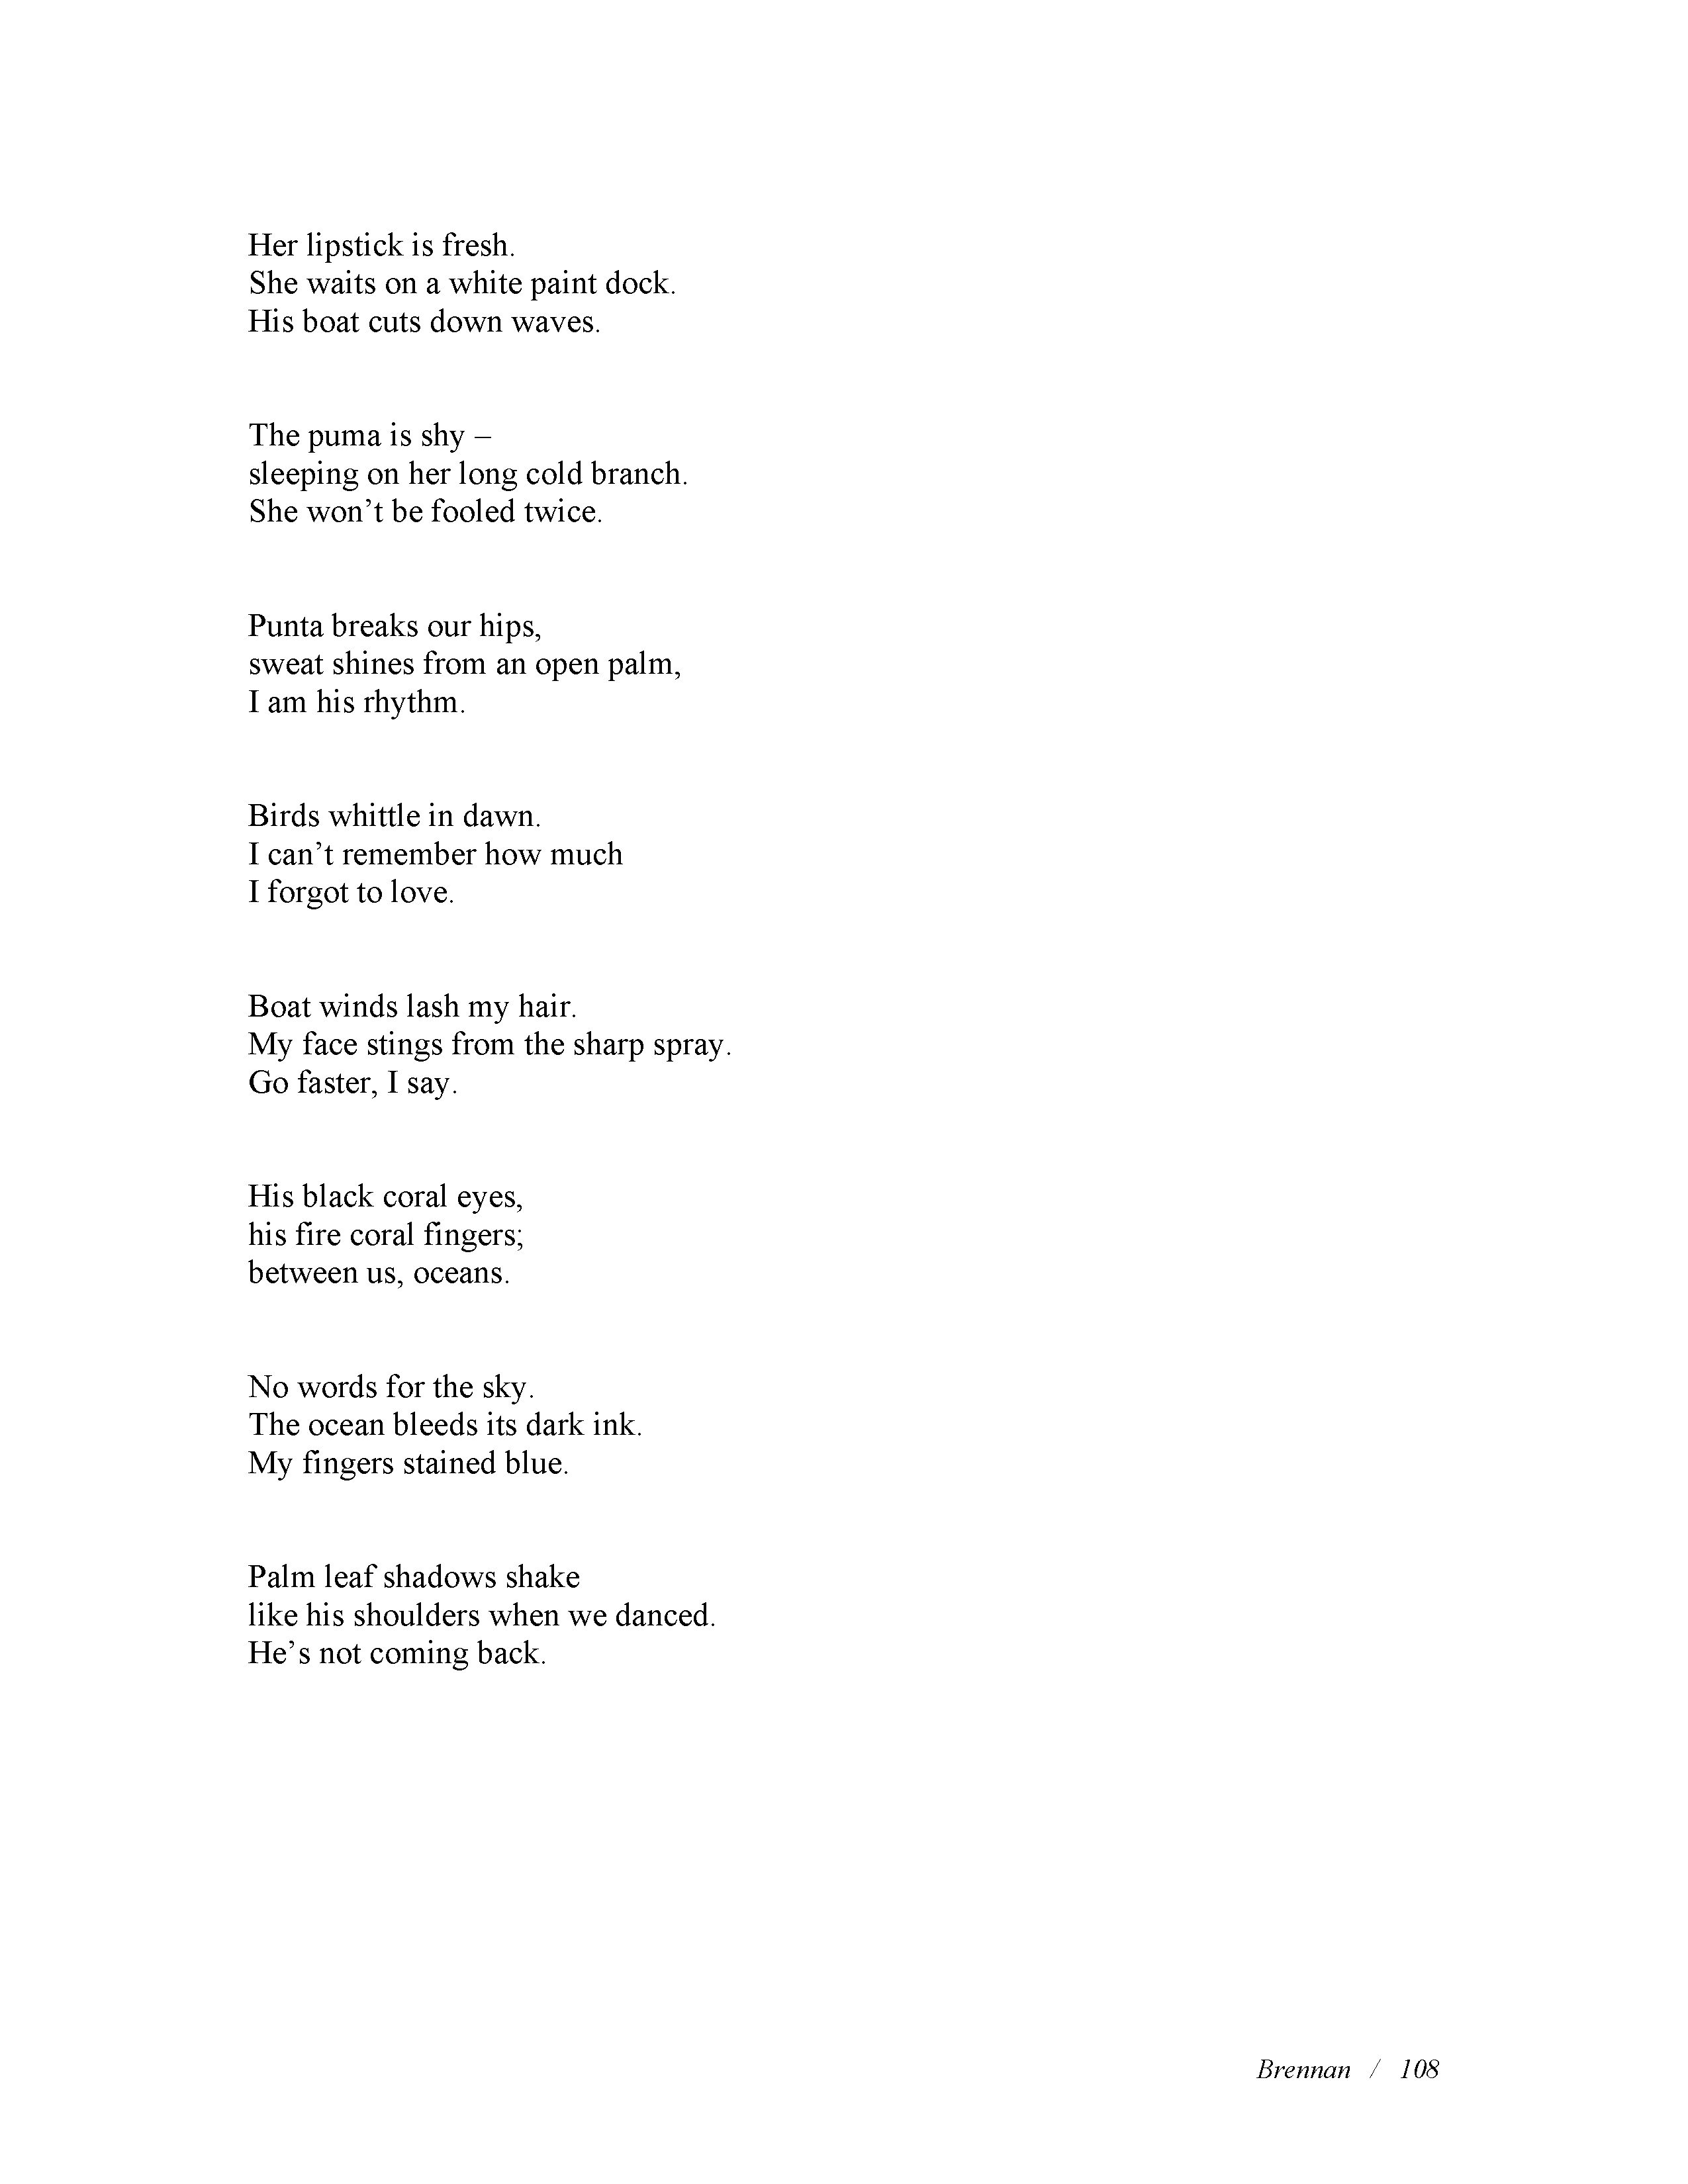 Her lipstick is fresh.
She waits on a white paint dock.
His boat cuts down waves.
The puma is shy –
sleeping on her long cold branch.
She won’t be fooled twice.
Punta breaks our hips,
sweat shines from an open palm,
I am his rhythm.
Birds whittle in dawn.
I can’t remember how much
I forgot to love.
Boat winds lash my hair.
My face stings from the sharp spray.
Go faster, I say.
His black coral eyes,
his fire coral fingers;
between us, oceans.
No words for the sky.
The ocean bleeds its dark ink.
My fingers stained blue.
Palm leaf shadows shake
like his shoulders when we danced.
He’s not coming back.
Brennan / 108